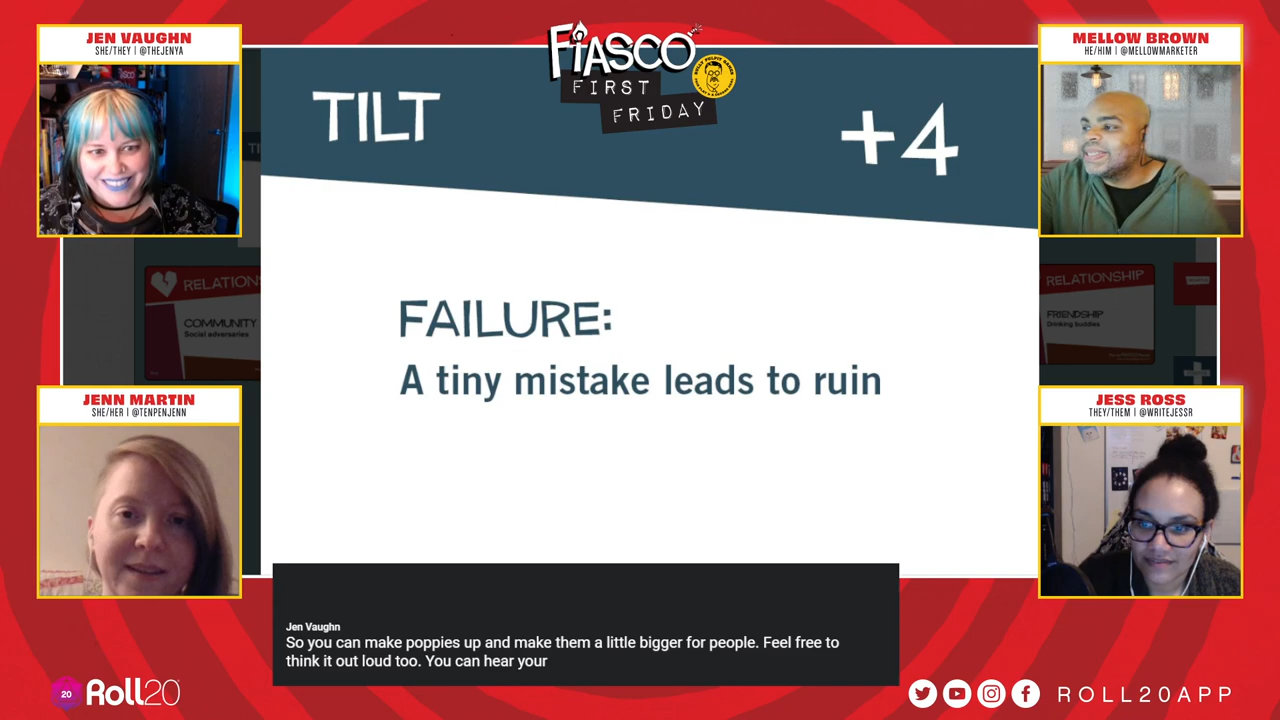 JEN VAUGHN
SHE/THEY | @THEJENYA
FIASCO
FIRST
FRIDAY
MELLOW BROWN
HE/HIM | @MELLOWMARKETER
TILT
+4
RELATIONS
COMMUNITY
Social adversaries
FAILURE:
A tiny mistake leads to ruin
RELATIONSHIP
FRIENDSHIP
Drinking buddies
JENN MARTIN
SHE/HER | @TENPENJENN
JESS ROSS
THEY/THEM | @WRITEJESSR
Jen Vaughn
So you can make poppies up and make them a little bigger for people. Feel free to
think it out loud too. You can hear your
20
Roll20
ROLL20APP